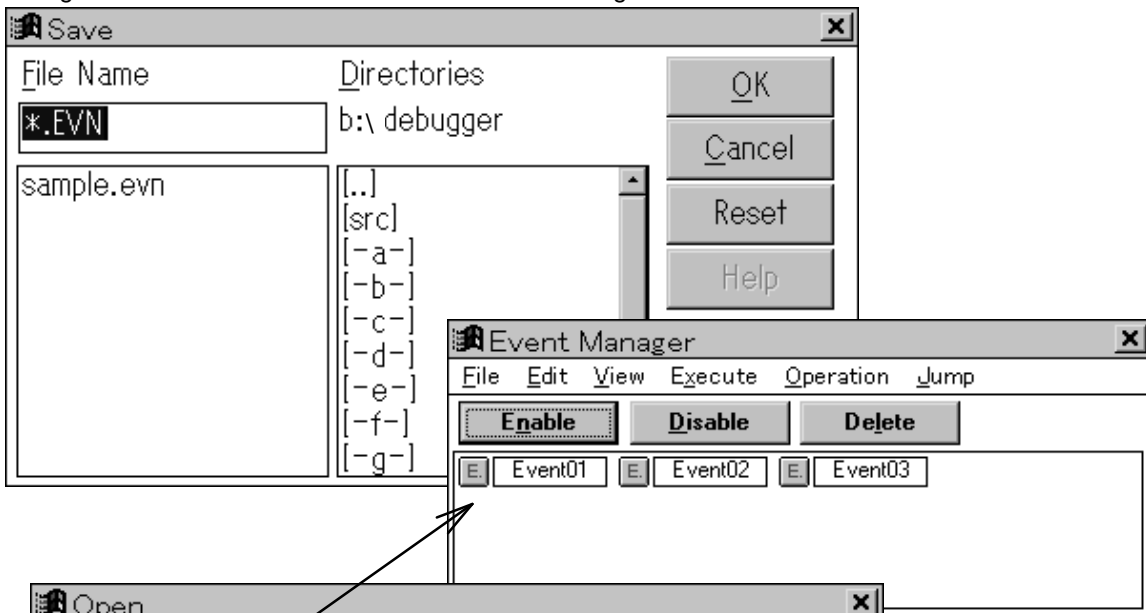 Save
File Name
Directories
*.EVN
b:\ debugger
sample.evn
[..]
[src]
[-a-]
[-b-]
[-c-]
[-d-]
[-e-]
[-f-]
[-g-]
OK
Cancel
Reset
Help
Event Manager
File Edit View Execute Operation Jump
Enable Disable Delete
E. Event01 E. Event02 E. Event03
Open